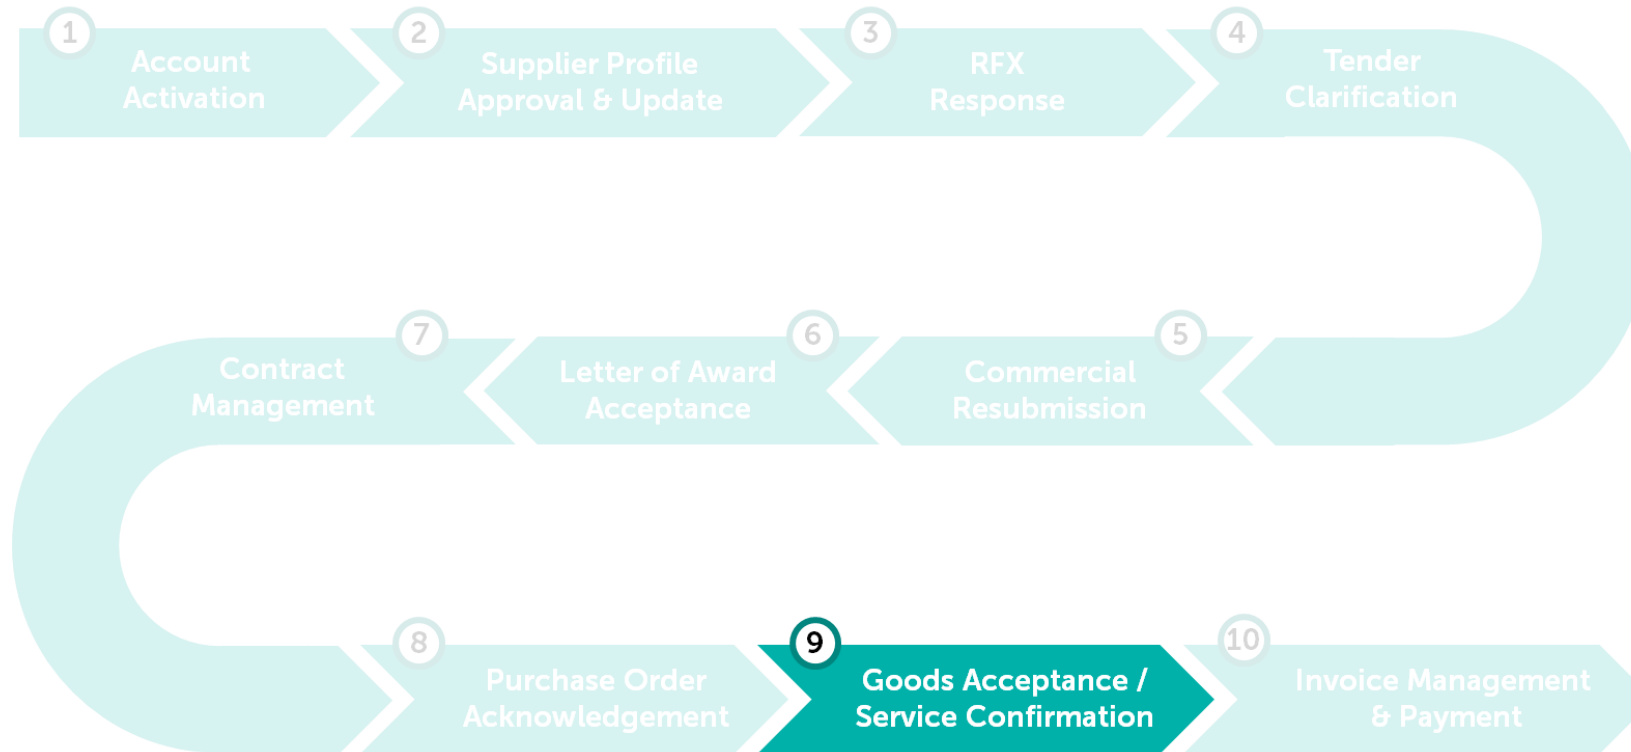 1
Account
Activation
2
Supplier Profile
Approval & Update
3
RFX
Response
4
Tender
Clarification
5
Commercial
Resubmission
6
Letter of Award
Acceptance
7
Contract
Management
8
Purchase Order
Acknowledgement
9
Goods Acceptance /
Service Confirmation
10
Invoice Management
& Payment